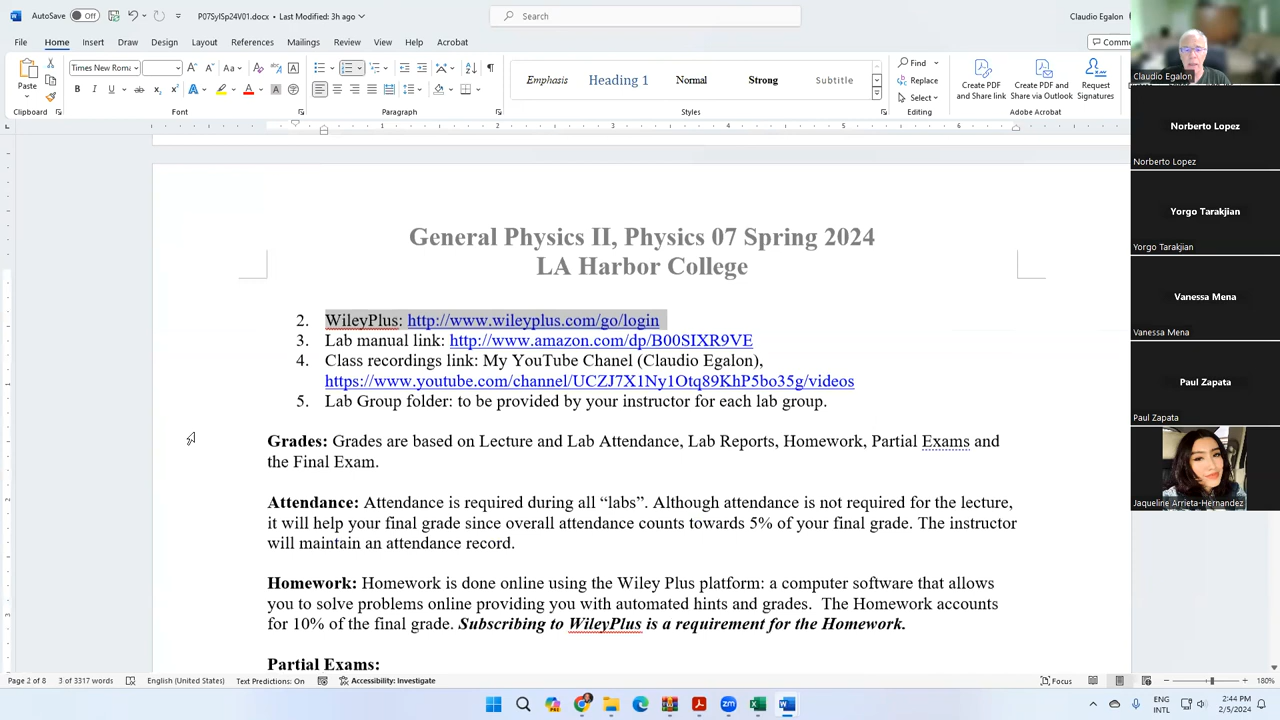 AutoSave Off P07SylSp24V01.docx • Last Modified: 3h ago Search Claudio Egalon
File Home Insert Draw Design Layout References Mailings Review View Help Acrobat Comme
Paste Times New Roma A A Aa Emphasis Heading 1 Normal Strong Subtitle Find Replace Select Create PDF and Share link Create PDF and Share via Outlook Request Signatures
Clipboard Font Paragraph Styles Editing Adobe Acrobat
1 2 3 4 5 6
General Physics II, Physics 07 Spring 2024
LA Harbor College
2. WileyPlus: http://www.wileyplus.com/go/login
3. Lab manual link: http://www.amazon.com/dp/B00SIXR9VE
4. Class recordings link: My YouTube Chanel (Claudio Egalon),
https://www.youtube.com/channel/UCZJ7X1Ny1Otq89KhP5bo35g/videos
5. Lab Group folder: to be provided by your instructor for each lab group.
Grades: Grades are based on Lecture and Lab Attendance, Lab Reports, Homework, Partial Exams and
the Final Exam.
Attendance: Attendance is required during all “labs”. Although attendance is not required for the lecture,
it will help your final grade since overall attendance counts towards 5% of your final grade. The instructor
will maintain an attendance record.
Homework: Homework is done online using the Wiley Plus platform: a computer software that allows
you to solve problems online providing you with automated hints and grades. The Homework accounts
for 10% of the final grade. Subscribing to WileyPlus is a requirement for the Homework.
Partial Exams:
Page 2 of 8 3 of 3317 words English (United States) Text Predictions: On Accessibility: Investigate Focus 180%
ENG
INTL
2:44 PM
2/5/2024
Claudio Egalon
Norberto Lopez
Norberto Lopez
Yorgo Tarakjian
Yorgo Tarakjian
Vanessa Mena
Vanessa Mena
Paul Zapata
Paul Zapata
Jaqueline Arrieta-Hernandez